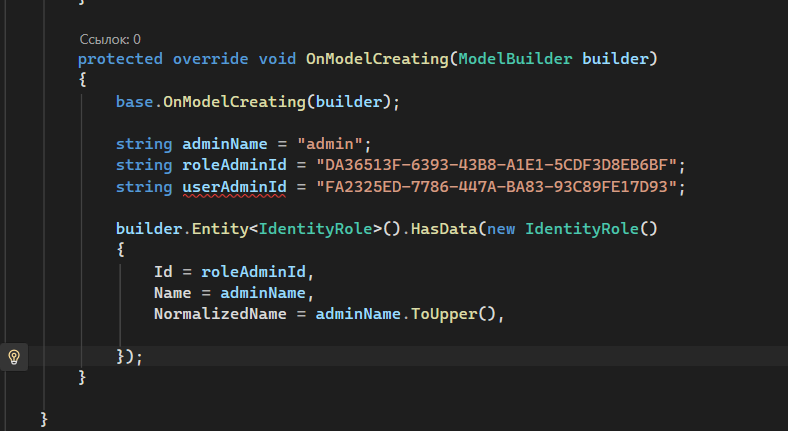 }
Ссылок: 0
protected override void OnModelCreating(ModelBuilder builder)
{
base.OnModelCreating(builder);
string adminName = "admin";
string roleAdminId = "DA36513F-6393-43B8-A1E1-5CDF3D8EB6BF";
string userAdminId = "FA2325ED-7786-447A-BA83-93C89FE17D93";
builder.Entity<IdentityRole>().HasData(new IdentityRole()
{
Id = roleAdminId,
Name = adminName,
NormalizedName = adminName.ToUpper(),
});
}
}